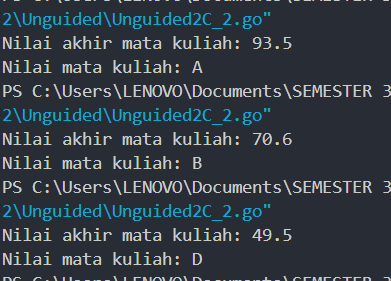 2\Unguided\Unguided2C_2.go"
Nilai akhir mata kuliah: 93.5
Nilai mata kuliah: A
PS C:\Users\LENOVO\Documents\SEMESTER 3
2\Unguided\Unguided2C_2.go"
Nilai akhir mata kuliah: 70.6
Nilai mata kuliah: B
PS C:\Users\LENOVO\Documents\SEMESTER 3
2\Unguided\Unguided2C_2.go"
Nilai akhir mata kuliah: 49.5
Nilai mata kuliah: D